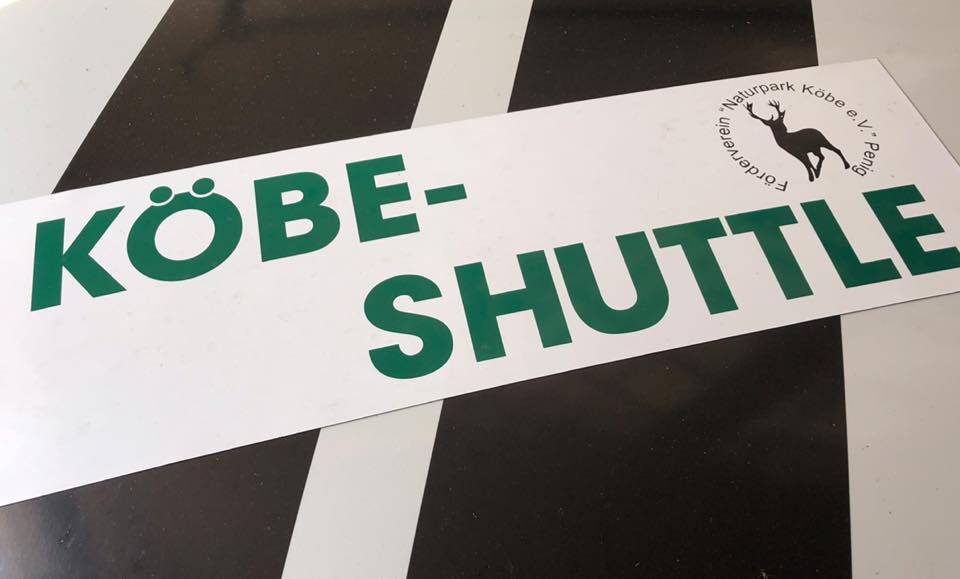 KÖBE-
SHUTTLE
Förderverein "Naturpark Köbe e.V." Penig